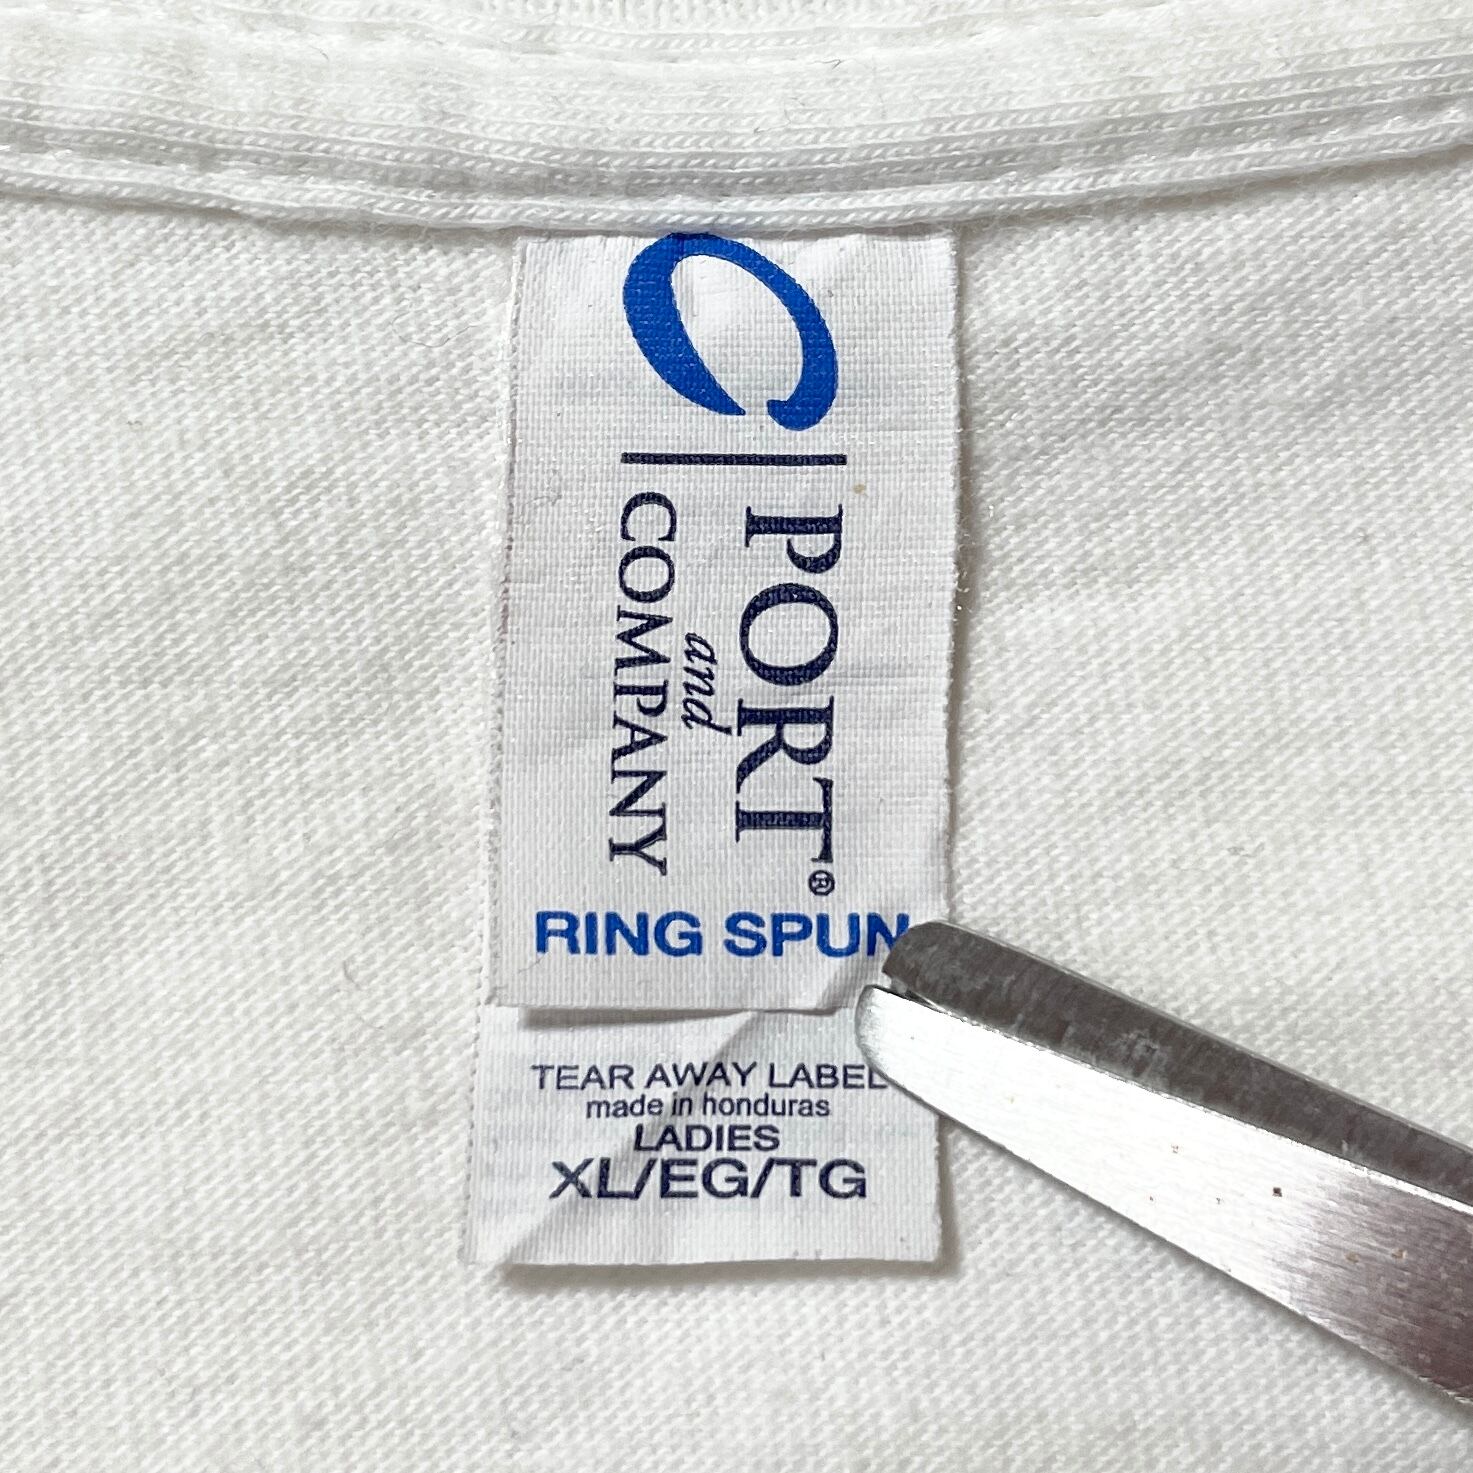 C
PORT®
and
COMPANY
RING SPUN
TEAR AWAY LABEL
made in honduras
LADIES
XL/EG/TG